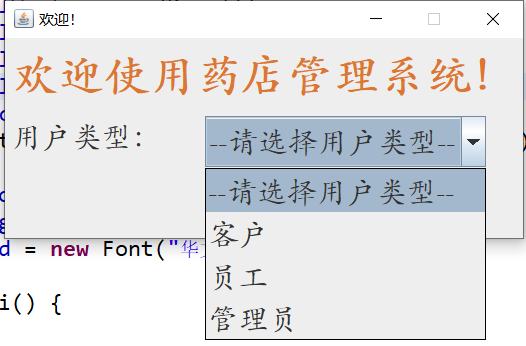 欢迎！
欢迎使用药店管理系统！
用户类型：
--请选择用户类型--
--请选择用户类型--
客户
员工
管理员
d = new Font("华
i() {